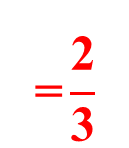 = 2/3